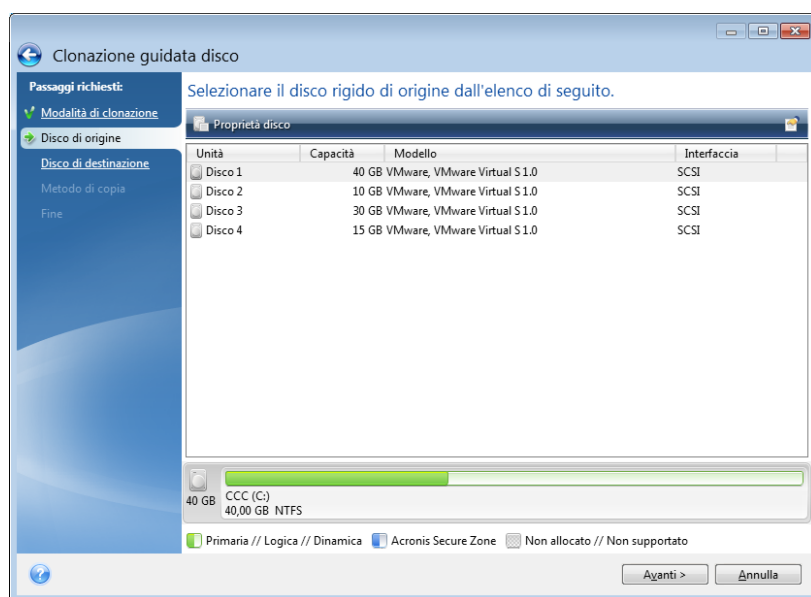 Clonazione guidata disco
Passaggi richiesti:
Modalità di clonazione
Disco di origine
Disco di destinazione
Metodo di copia
Fine
Selezionare il disco rigido di origine dall'elenco di seguito.
Proprietà disco
Unità Capacità Modello Interfaccia
Disco 1 40 GB VMware, VMware Virtual S 1.0 SCSI
Disco 2 10 GB VMware, VMware Virtual S 1.0 SCSI
Disco 3 30 GB VMware, VMware Virtual S 1.0 SCSI
Disco 4 15 GB VMware, VMware Virtual S 1.0 SCSI
40 GB
CCC (C:)
40,00 GB NTFS
Primaria // Logica // Dinamica Acronis Secure Zone Non allocato // Non supportato
Avanti > Annulla